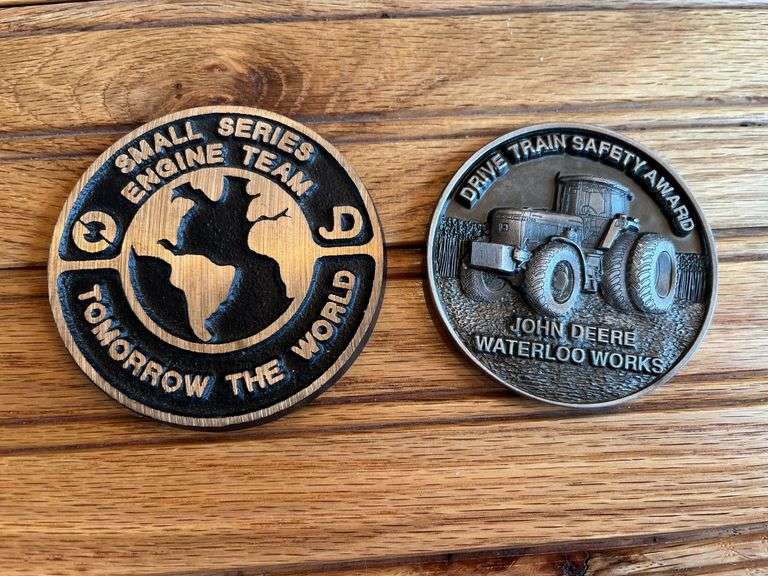 SMALL SERIES
ENGINE TEAM
JD
TOMORROW THE WORLD
DRIVE TRAIN SAFETY AWARD
JOHN DEERE
WATERLOO WORKS